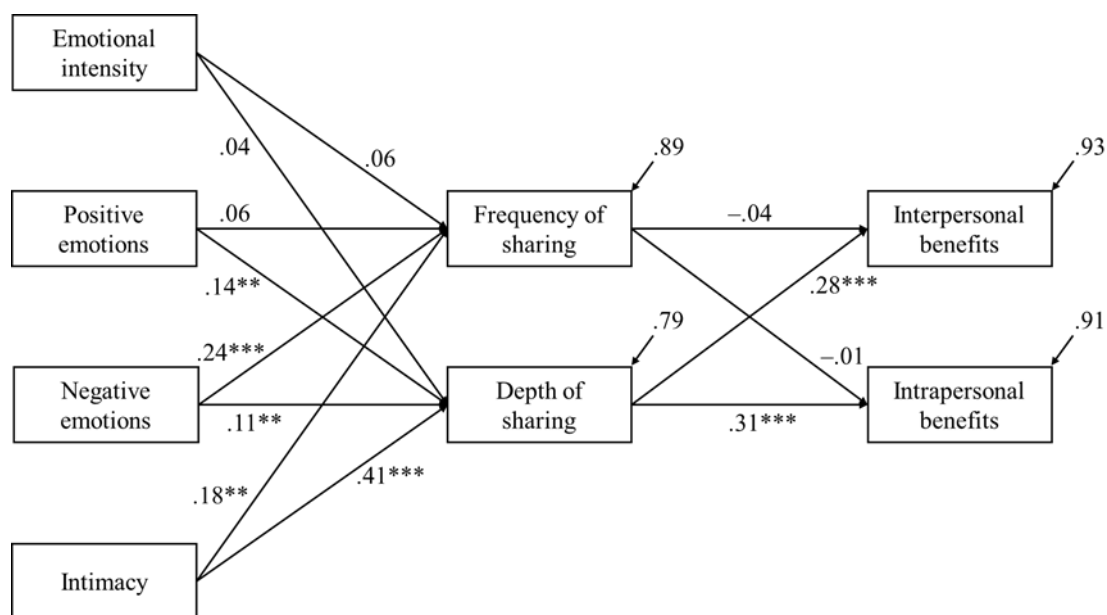 Emotional
intensity
.04
.06
.89
.93
Positive
emotions
.06
Frequency of
sharing
–.04
Interpersonal
benefits
.14**
.28***
.24***
.79
–.01
.91
Negative
emotions
.11**
Depth of
sharing
.31***
Intrapersonal
benefits
.18**
.41***
Intimacy